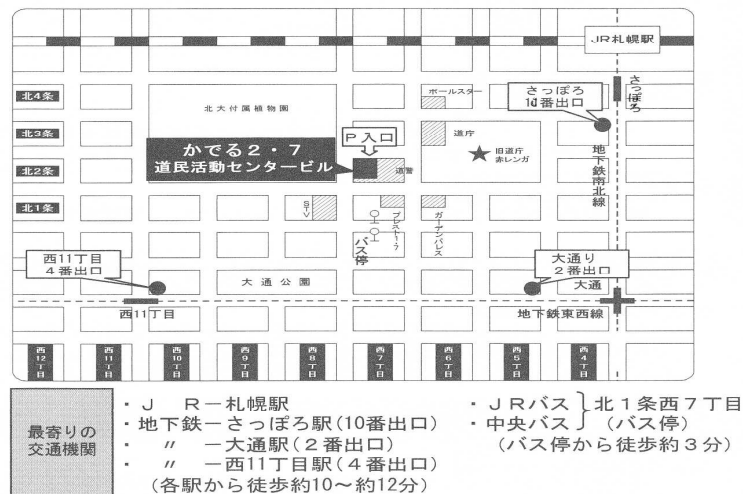 JR札幌駅
さっぽろ
北4条
北大付属植物園
ポールスター
さっぽろ
10番出口
北3条
P入口
道庁
旧道庁
赤レンガ
地下鉄南北線
かでる2・7
道民活動センタービル
北2条
道警
北1条
STV
プレスト1・7
ガーデンパレス
バス停
西11丁目
4番出口
大通公園
大通り
2番出口
大通
西11丁目
地下鉄東西線
西12丁目
西11丁目
西10丁目
西9丁目
西8丁目
西7丁目
西6丁目
西5丁目
西4丁目
最寄りの
交通機関
・J R－札幌駅
・地下鉄－さっぽろ駅(10番出口)
・ 〃 －大通駅(2番出口)
・ 〃 －西11丁目駅(4番出口)
(各駅から徒歩約10～約12分)
・JRバス 北1条西7丁目
・中央バス (バス停)
(バス停から徒歩約3分)